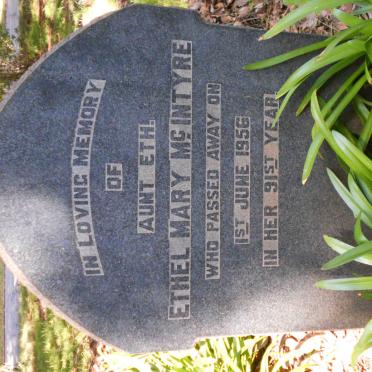 IN LOVING MEMORY
OF
AUNT ETH.
ETHEL MARY MCINTYRE
WHO PASSED AWAY ON
1ST JUNE 1956
IN HER 91ST YEAR